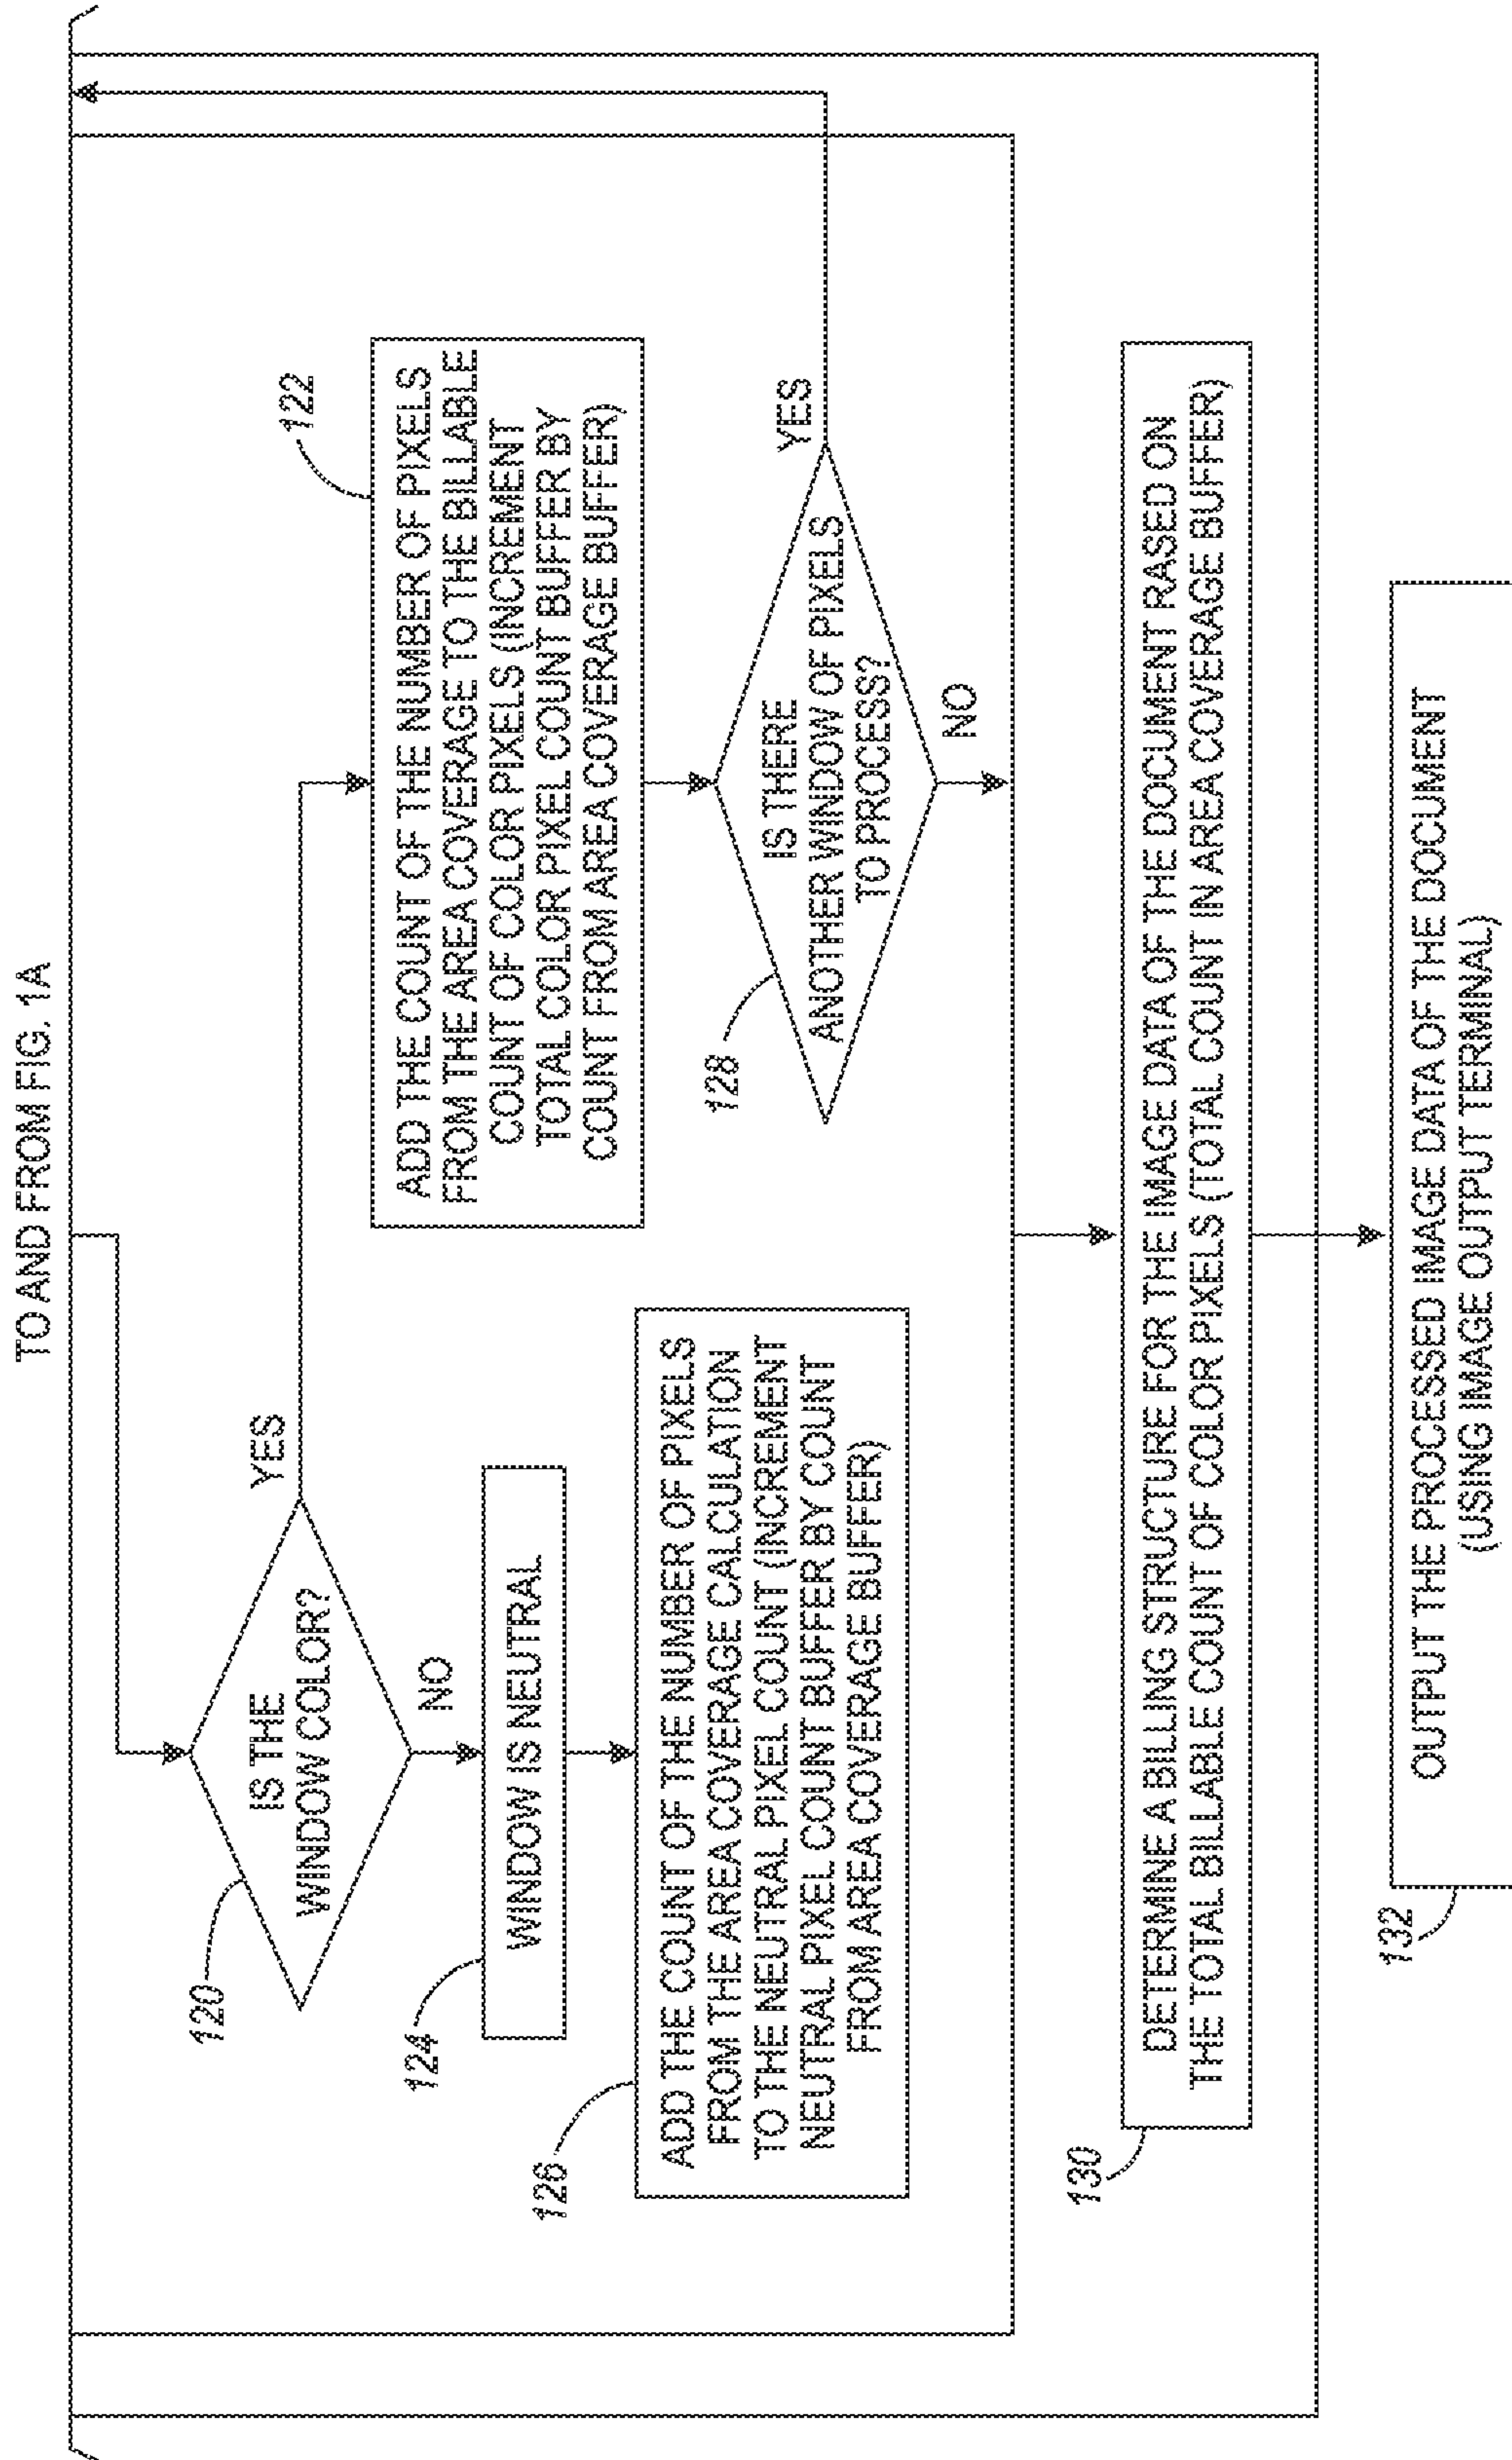 TO AND FROM FIG. 1A
120
IS THE
WINDOW COLOR?
YES
NO
122
ADD THE COUNT OF THE NUMBER OF PIXELS
FROM THE AREA COVERAGE TO THE BILLABLE
COUNT OF COLOR PIXELS (INCREMENT
TOTAL COLOR PIXEL COUNT BUFFER BY
COUNT FROM AREA COVERAGE BUFFER)
124
WINDOW IS NEUTRAL
126
ADD THE COUNT OF THE NUMBER OF PIXELS
FROM THE AREA COVERAGE CALCULATION
TO THE NEUTRAL PIXEL COUNT (INCREMENT
NEUTRAL PIXEL COUNT BUFFER BY COUNT
FROM AREA COVERAGE BUFFER)
128
IS THERE
ANOTHER WINDOW OF PIXELS
TO PROCESS?
YES
NO
130
DETERMINE A BILLING STRUCTURE FOR THE IMAGE DATA OF THE DOCUMENT RASED ON
THE TOTAL BILLABLE COUNT OF COLOR PIXELS (TOTAL COUNT IN AREA COVERAGE BUFFER)
132
OUTPUT THE PROCESSED IMAGE DATA OF THE DOCUMENT
(USING IMAGE OUTPUT TERMINAL)